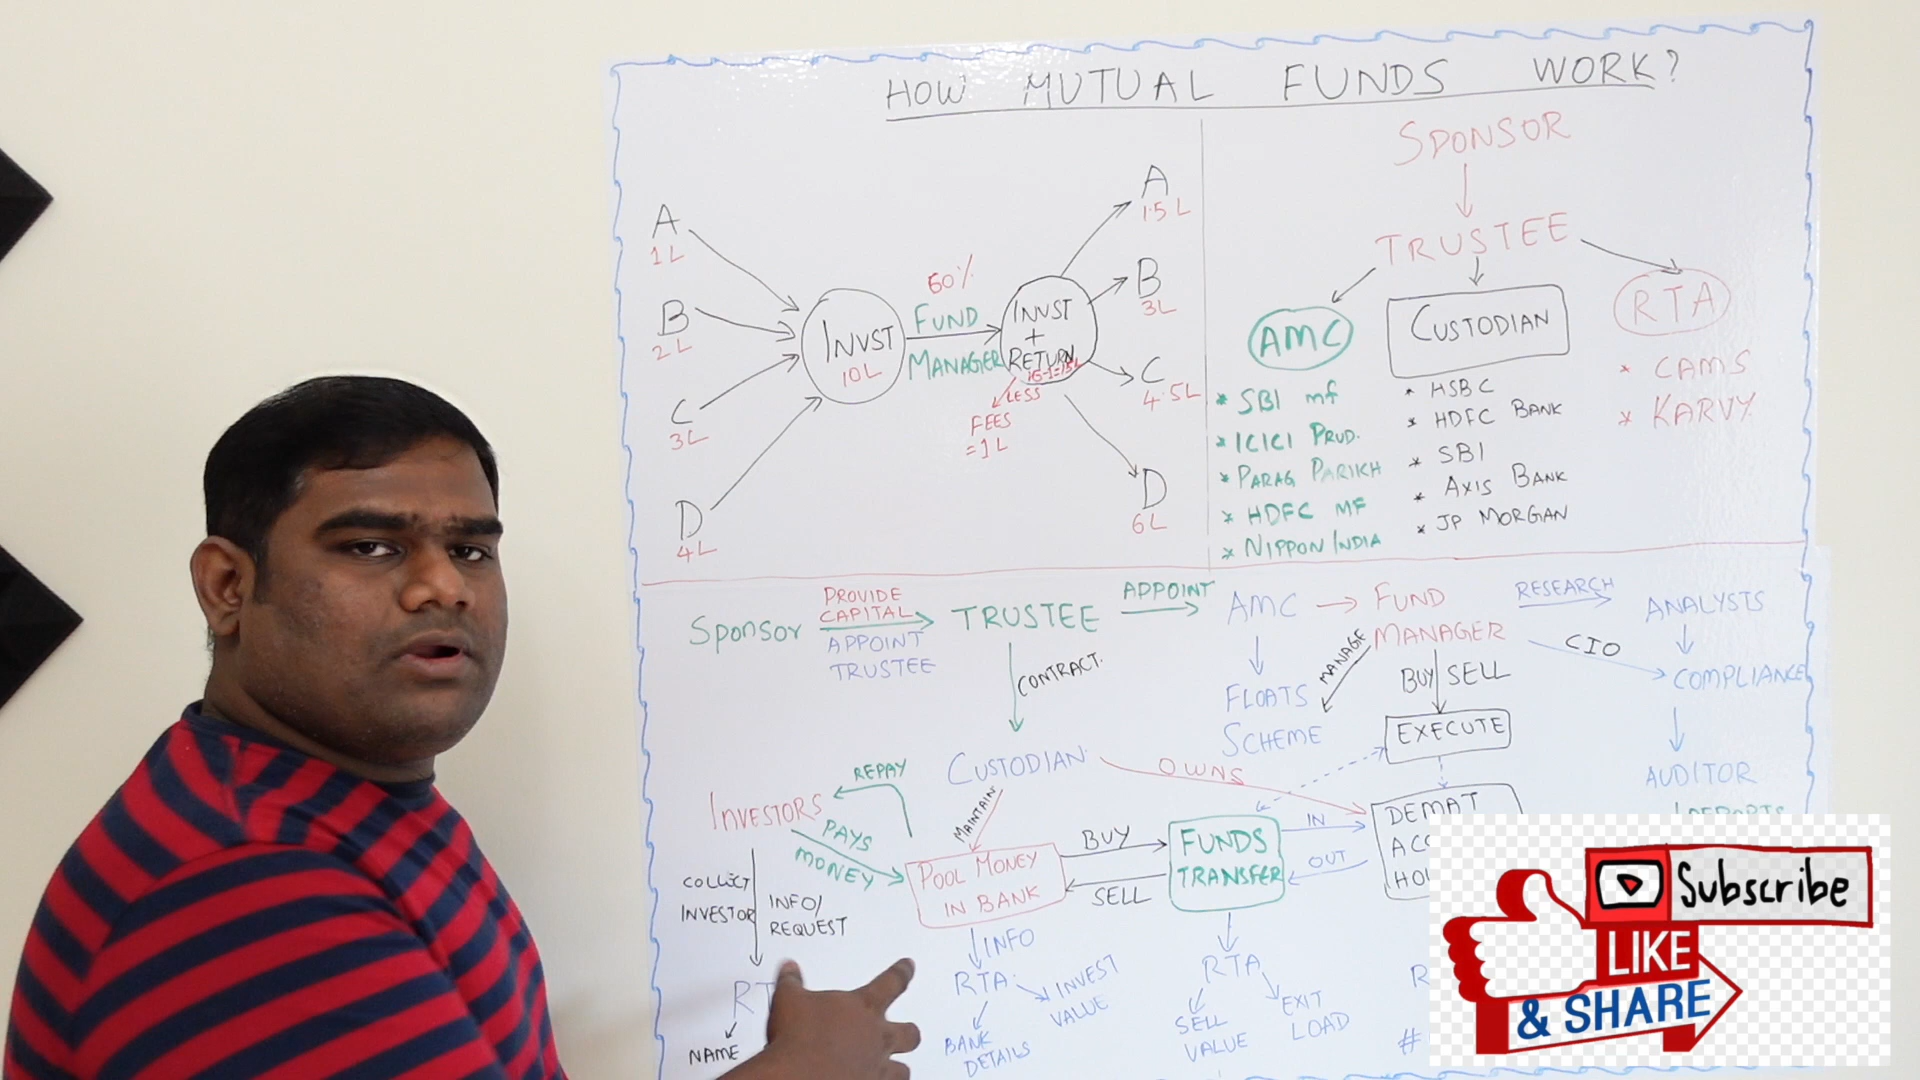 HOW MUTUAL FUNDS WORK?
A
1L
B
2L
C
3L
D
4L
INVST
10L
60%
FUND
MANAGER
INVST
+
RETURN
LESS
FEES
=1L
A
1.5L
B
3L
C
4.5L
D
6L
SPONSOR
TRUSTEE
AMC
* SBI mf
* ICICI PRUD.
* PARAG PARIKH
* HDFC MF
* NIPPON INDIA
CUSTODIAN
* HSBC
* HDFC BANK
* SBI
* AXIS BANK
* JP MORGAN
RTA
* CAMS
* KARVY
Sponsor
PROVIDE
CAPITAL
APPOINT
TRUSTEE
TRUSTEE
APPOINT
AMC
FUND
MANAGER
RESEARCH
ANALYSTS
CIO
COMPLIANCE
AUDITOR
CONTRACT.
FLOATS
SCHEME
MANAGE
BUY SELL
EXECUTE
CUSTODIAN
OWNS
MAINTAIN
REPAY
INVESTORS
PAYS
MONEY
POOL MONEY
IN BANK
BUY
SELL
FUNDS
TRANSFER
IN
OUT
DEMAT
COLLECT
INVESTOR
INFO/
REQUEST
NAME
INFO
RTA
INVEST
VALUE
BANK
DETAILS
RTA
SELL
VALUE
EXIT
LOAD
#
Subscribe
LIKE
& SHARE